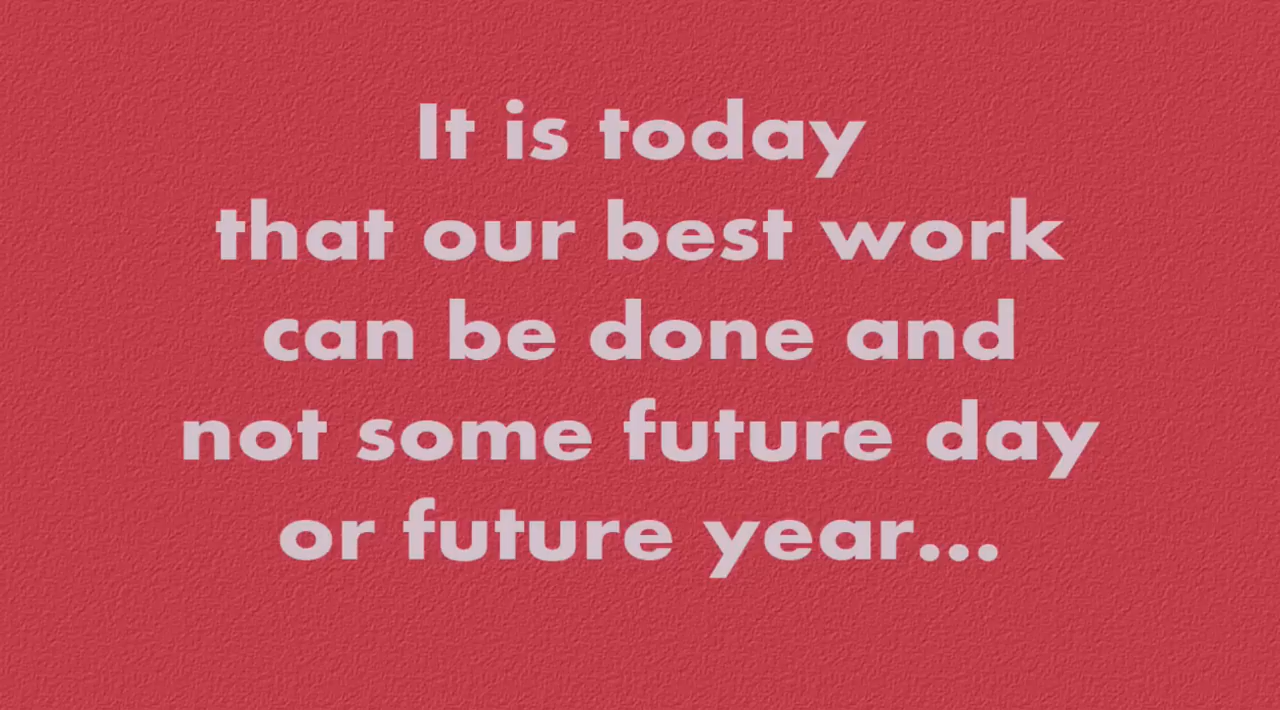 It is today
that our best work
can be done and
not some future day
or future year...